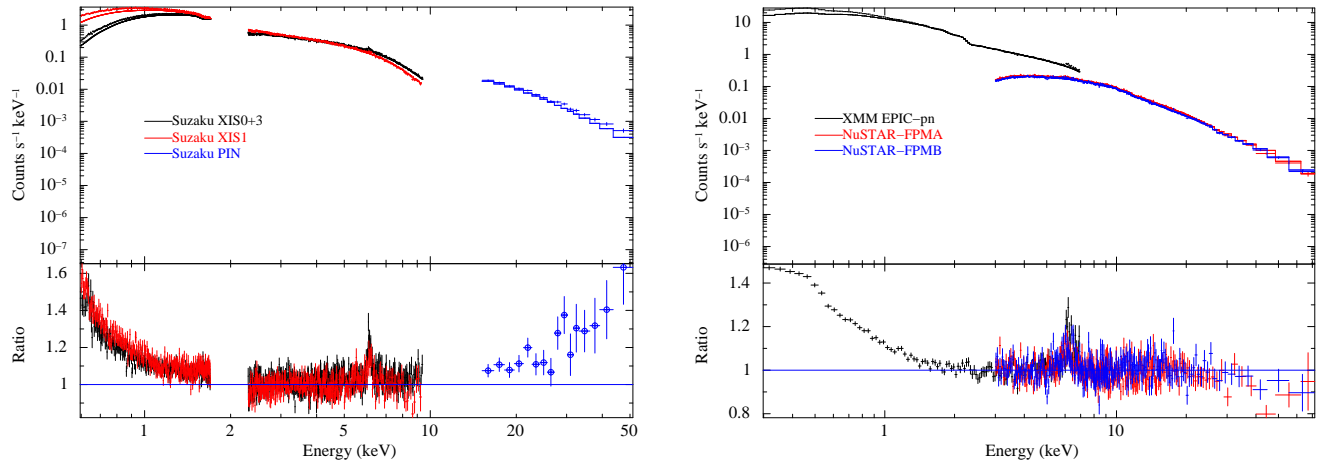 Counts s⁻¹ keV⁻¹
1
0.1
0.01
10⁻³
10⁻⁴
10⁻⁵
10⁻⁶
10⁻⁷
Suzaku XIS0+3
Suzaku XIS1
Suzaku PIN
Ratio
1.6
1.4
1.2
1
1 2 5 10 20 50
Energy (keV)
Counts s⁻¹ keV⁻¹
10
1
0.1
0.01
10⁻³
10⁻⁴
10⁻⁵
10⁻⁶
XMM EPIC−pn
NuSTAR−FPMA
NuSTAR−FPMB
Ratio
1.4
1.2
1
0.8
1 10
Energy (keV)